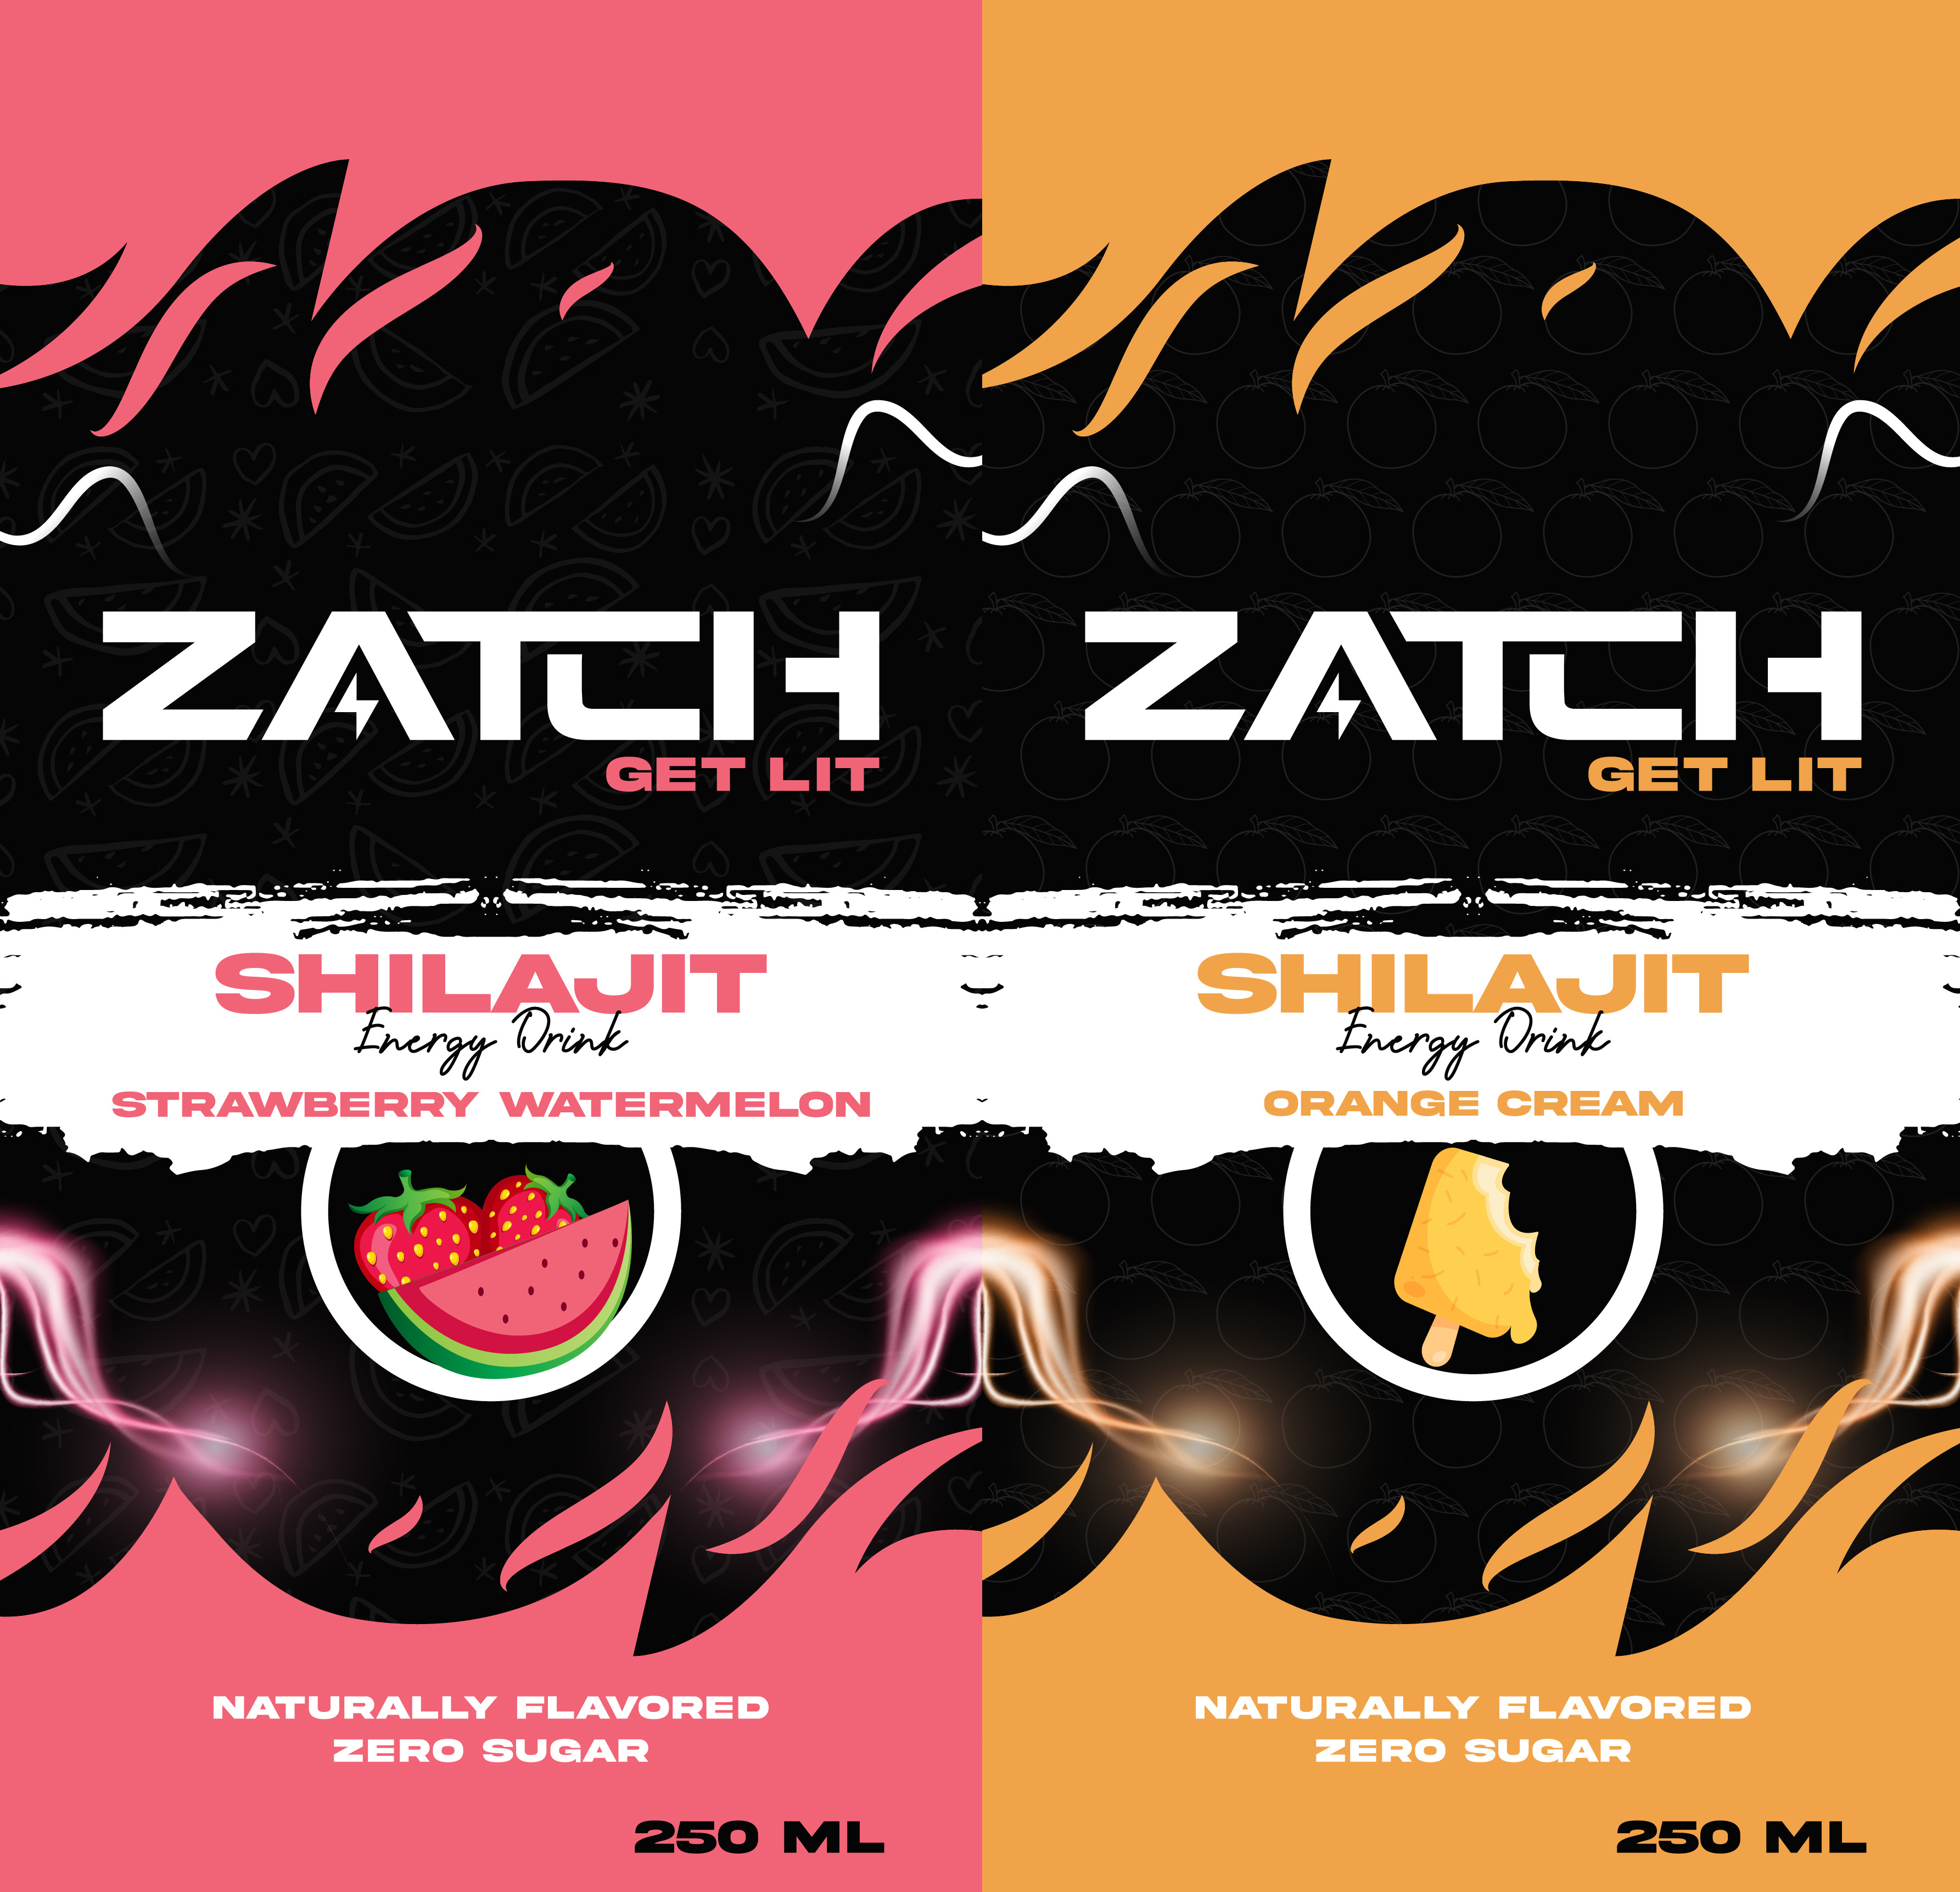 ZATCH
GET LIT
SHILAJIT
Energy Drink
STRAWBERRY WATERMELON
NATURALLY FLAVORED
ZERO SUGAR
250 ML
ZATCH
GET LIT
SHILAJIT
Energy Drink
ORANGE CREAM
NATURALLY FLAVORED
ZERO SUGAR
250 ML